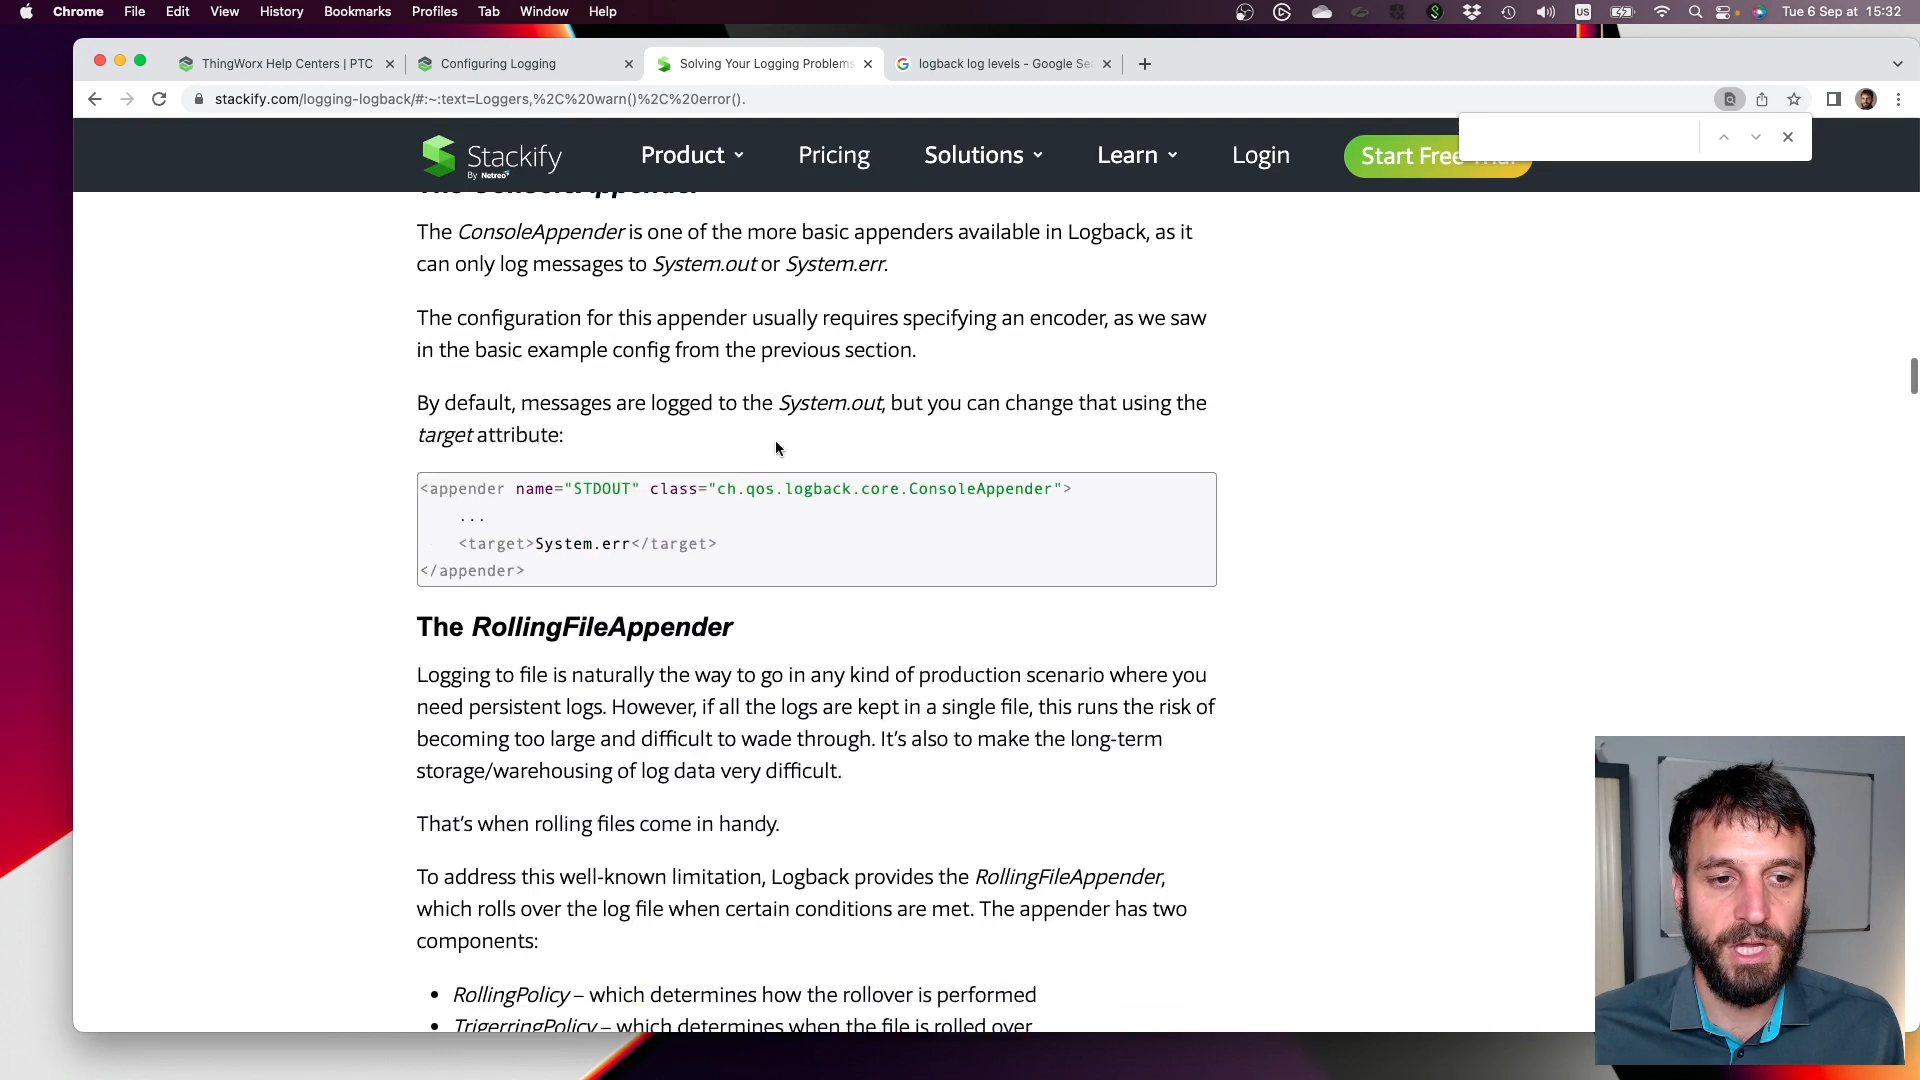 Chrome File Edit View History Bookmarks Profiles Tab Window Help US Tue 6 Sep at 15:32
ThingWorx Help Centers | PTC Configuring Logging Solving Your Logging Problems logback log levels - Google Sea
stackify.com/logging-logback/#:~:text=Loggers,%2C%20warn()%2C%20error().
Stackify
By Netreo
Product Pricing Solutions Learn Login Start Free Trial
The ConsoleAppender
The ConsoleAppender is one of the more basic appenders available in Logback, as it
can only log messages to System.out or System.err.
The configuration for this appender usually requires specifying an encoder, as we saw
in the basic example config from the previous section.
By default, messages are logged to the System.out, but you can change that using the
target attribute:
<appender name="STDOUT" class="ch.qos.logback.core.ConsoleAppender">
...
<target>System.err</target>
</appender>
The RollingFileAppender
Logging to file is naturally the way to go in any kind of production scenario where you
need persistent logs. However, if all the logs are kept in a single file, this runs the risk of
becoming too large and difficult to wade through. It's also to make the long-term
storage/warehousing of log data very difficult.
That's when rolling files come in handy.
To address this well-known limitation, Logback provides the RollingFileAppender,
which rolls over the log file when certain conditions are met. The appender has two
components:
• RollingPolicy – which determines how the rollover is performed
• TrigerringPolicy – which determines when the file is rolled over